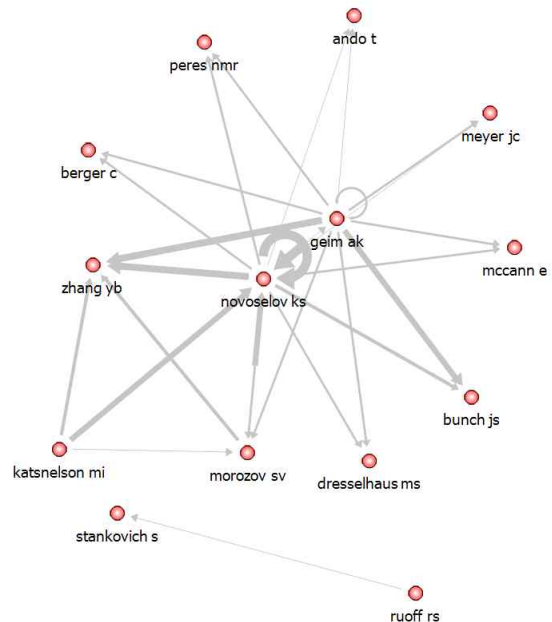 ando t
peres nmr
meyer jc
berger c
geim ak
mccann e
zhang yb
novoselov ks
bunch js
katsnelson mi
morozov sv
dresselhaus ms
stankovich s
ruoff rs